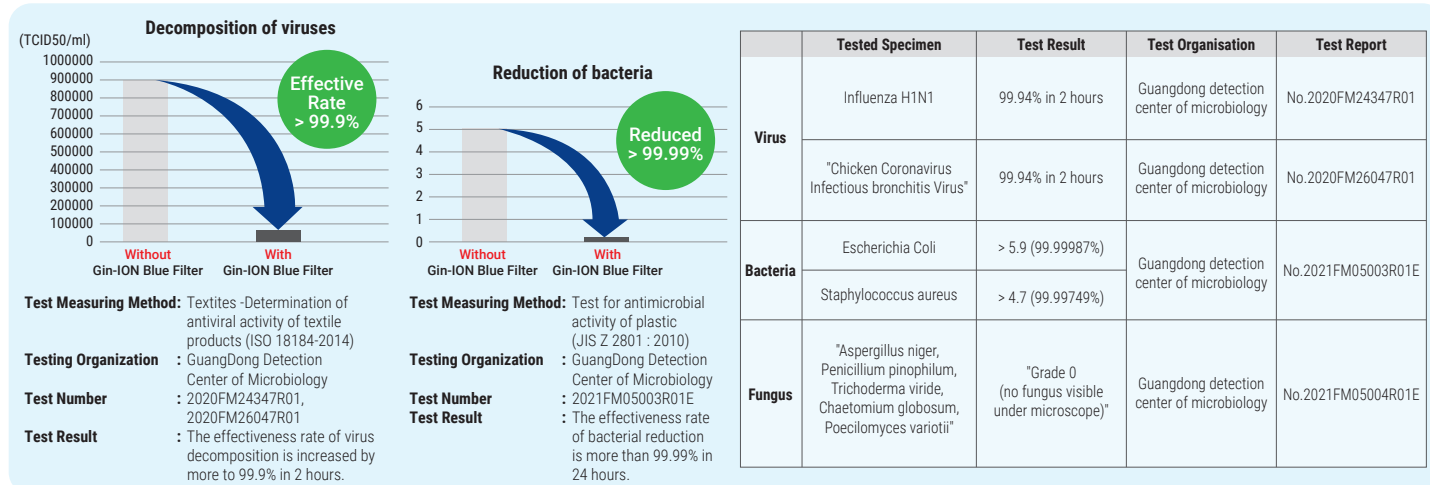 Decomposition of viruses
(TCID50/ml)
1000000
900000
800000
700000
600000
500000
400000
300000
200000
100000
0
Effective
Rate
> 99.9%
Without
Gin-ION Blue Filter
With
Gin-ION Blue Filter
Test Measuring Method: Textites -Determination of
antiviral activity of textile
products (ISO 18184-2014)
Testing Organization : GuangDong Detection
Center of Microbiology
Test Number : 2020FM24347R01,
2020FM26047R01
Test Result : The effectiveness rate of virus
decomposition is increased by
more to 99.9% in 2 hours.
Reduction of bacteria
6
5
4
3
2
1
0
Reduced
> 99.99%
Without
Gin-ION Blue Filter
With
Gin-ION Blue Filter
Test Measuring Method: Test for antimicrobial
activity of plastic
(JIS Z 2801 : 2010)
Testing Organization : GuangDong Detection
Center of Microbiology
Test Number : 2021FM05003R01E
Test Result : The effectiveness rate
of bacterial reduction
is more than 99.99% in
24 hours.
Tested Specimen Test Result Test Organisation Test Report
Virus
Influenza H1N1 99.94% in 2 hours Guangdong detection
center of microbiology No.2020FM24347R01
"Chicken Coronavirus
Infectious bronchitis Virus" 99.94% in 2 hours Guangdong detection
center of microbiology No.2020FM26047R01
Bacteria
Escherichia Coli > 5.9 (99.99987%)
Staphylococcus aureus > 4.7 (99.99749%)
Guangdong detection
center of microbiology No.2021FM05003R01E
Fungus
"Aspergillus niger,
Penicillium pinophilum,
Trichoderma viride,
Chaetomium globosum,
Poecilomyces variotii"
"Grade 0
(no fungus visible
under microscope)"
Guangdong detection
center of microbiology No.2021FM05004R01E